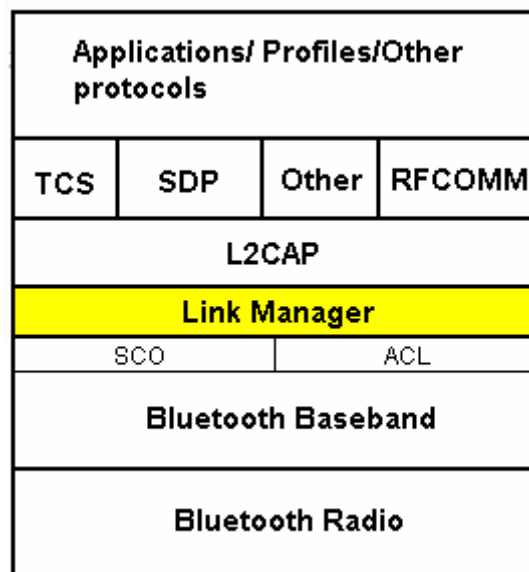 Applications/ Profiles/Other
protocols
TCS SDP Other RFCOMM
L2CAP
Link Manager
SCO ACL
Bluetooth Baseband
Bluetooth Radio